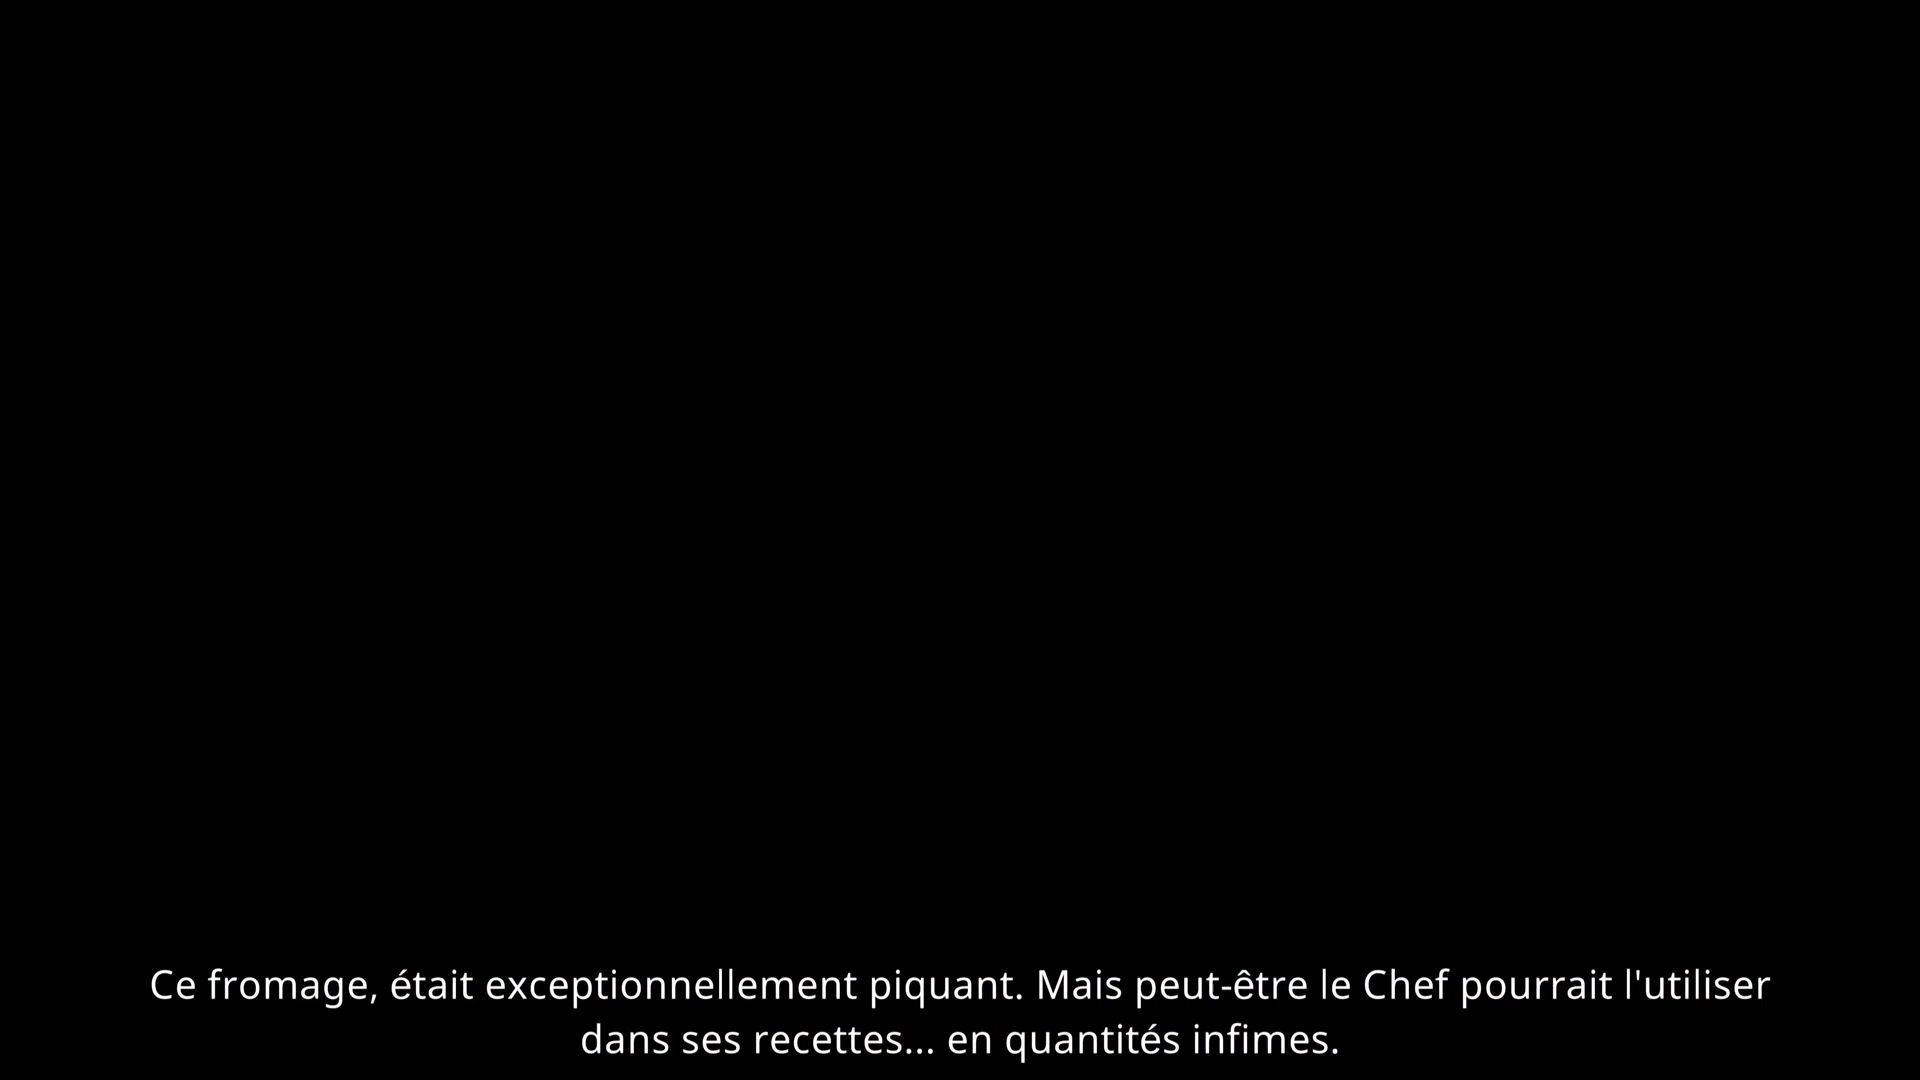 Ce fromage, était exceptionnellement piquant. Mais peut-être le Chef pourrait l'utiliser
dans ses recettes... en quantités infimes.